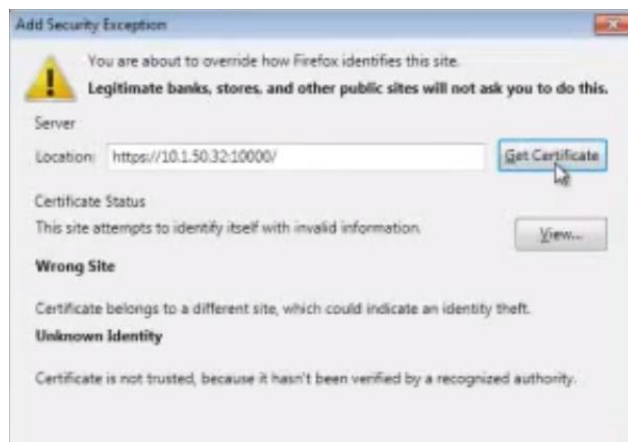 Add Security Exception
You are about to override how Firefox identifies this site.
Legitimate banks, stores, and other public sites will not ask you to do this.
Server
Location: https://10.1.50.32:10000/ Get Certificate
Certificate Status
This site attempts to identify itself with invalid information. View...
Wrong Site
Certificate belongs to a different site, which could indicate an identity theft.
Unknown Identity
Certificate is not trusted, because it hasn't been verified by a recognized authority.